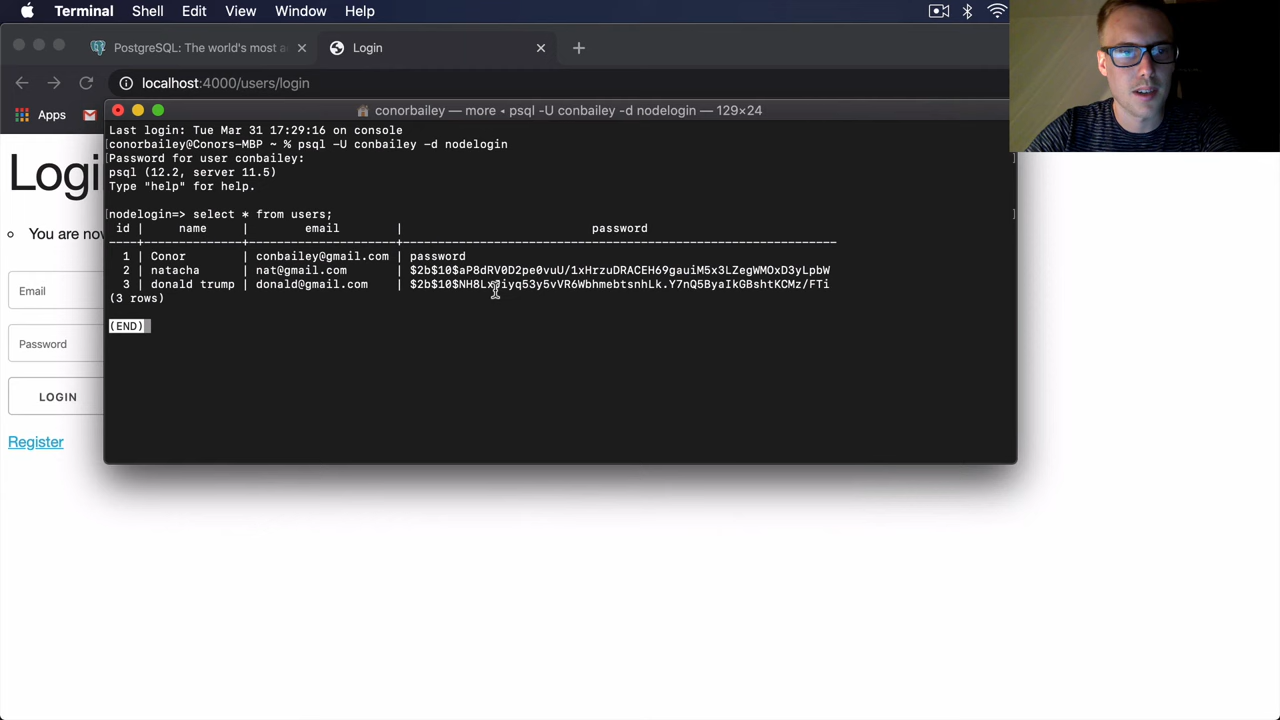 Terminal Shell Edit View Window Help
PostgreSQL: The world's most a
Login
localhost:4000/users/login
Apps
conorbailey — more ◂ psql -U conbailey -d nodelogin — 129×24
Last login: Tue Mar 31 17:29:16 on console
[conorbailey@Conors-MBP ~ % psql -U conbailey -d nodelogin ]
[Password for user conbailey:
psql (12.2, server 11.5)
Type "help" for help.
[nodelogin=> select * from users; ]
id | name | email | password
----+--------------+---------------------+--------------------------------------------------------------
1 | Conor | conbailey@gmail.com | password
2 | natacha | nat@gmail.com | $2b$10$aP8dRV0D2pe0vuU/1xHrzuDRACEH69gauiM5x3LZegWMOxD3yLpbW
3 | donald trump | donald@gmail.com |
(3 rows)
(END)
Logi
You are now
Email
Password
LOGIN
Register